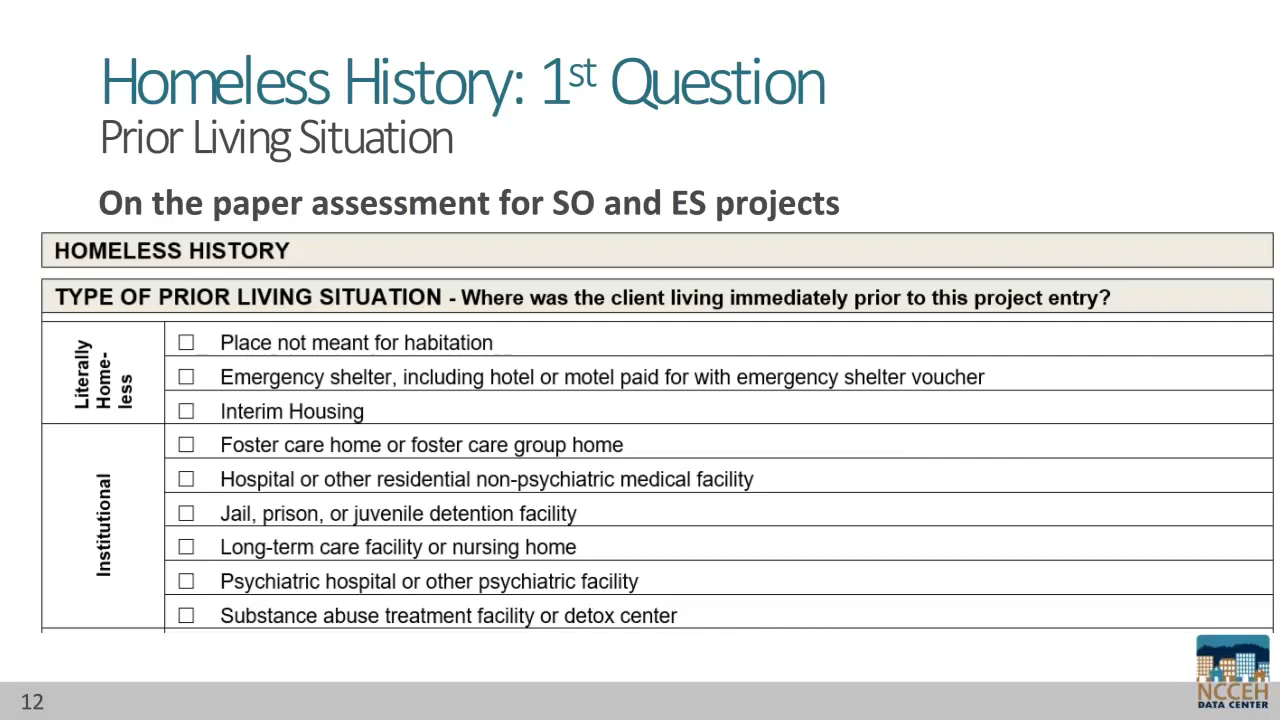 Homeless History: 1st Question
Prior Living Situation
On the paper assessment for SO and ES projects
HOMELESS HISTORY
TYPE OF PRIOR LIVING SITUATION - Where was the client living immediately prior to this project entry?
Literally
Home-
less
Place not meant for habitation
Emergency shelter, including hotel or motel paid for with emergency shelter voucher
Interim Housing
Institutional
Foster care home or foster care group home
Hospital or other residential non-psychiatric medical facility
Jail, prison, or juvenile detention facility
Long-term care facility or nursing home
Psychiatric hospital or other psychiatric facility
Substance abuse treatment facility or detox center
NCCEH
DATA CENTER
12